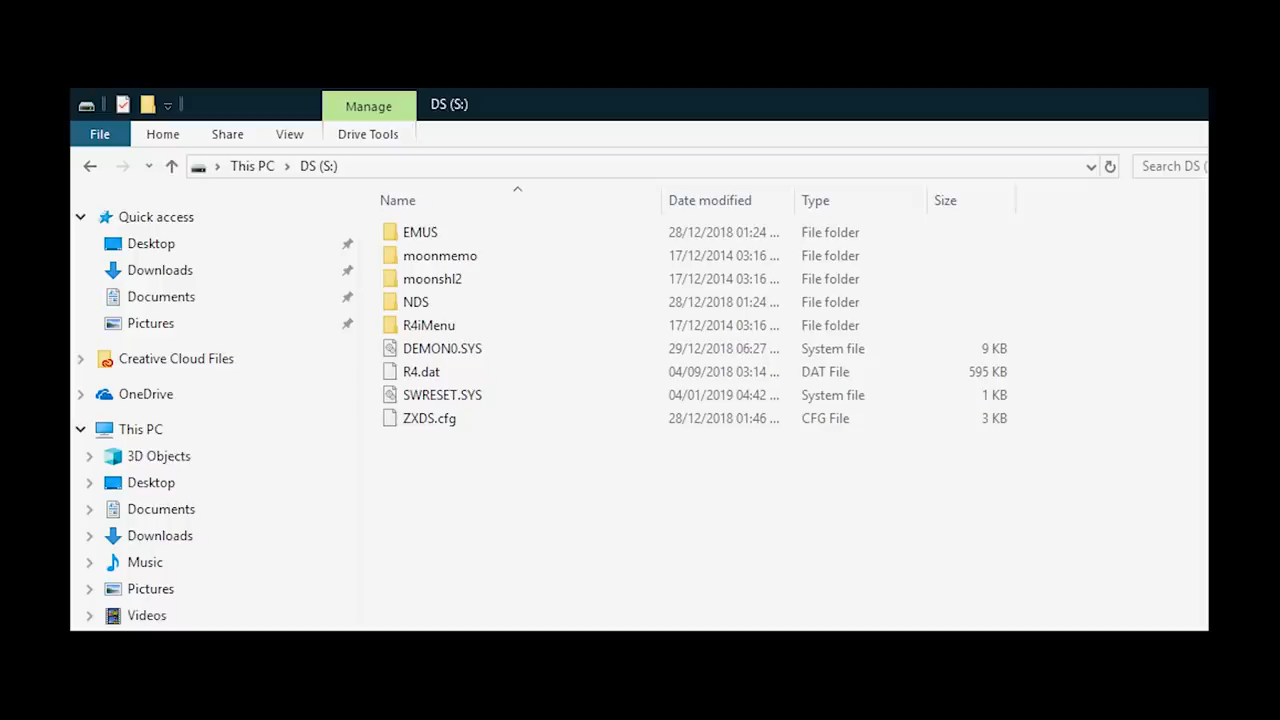 Manage DS (S:)
File Home Share View Drive Tools
This PC DS (S:) Search DS (
Name Date modified Type Size
Quick access
Desktop
Downloads
Documents
Pictures
Creative Cloud Files
OneDrive
This PC
3D Objects
Desktop
Documents
Downloads
Music
Pictures
Videos
EMUS 28/12/2018 01:24 ... File folder
moonmemo 17/12/2014 03:16 ... File folder
moonshl2 17/12/2014 03:16 ... File folder
NDS 28/12/2018 01:24 ... File folder
R4iMenu 17/12/2014 03:16 ... File folder
DEMON0.SYS 29/12/2018 06:27 ... System file 9 KB
R4.dat 04/09/2018 03:14 ... DAT File 595 KB
SWRESET.SYS 04/01/2019 04:42 ... System file 1 KB
ZXDS.cfg 28/12/2018 01:46 ... CFG File 3 KB